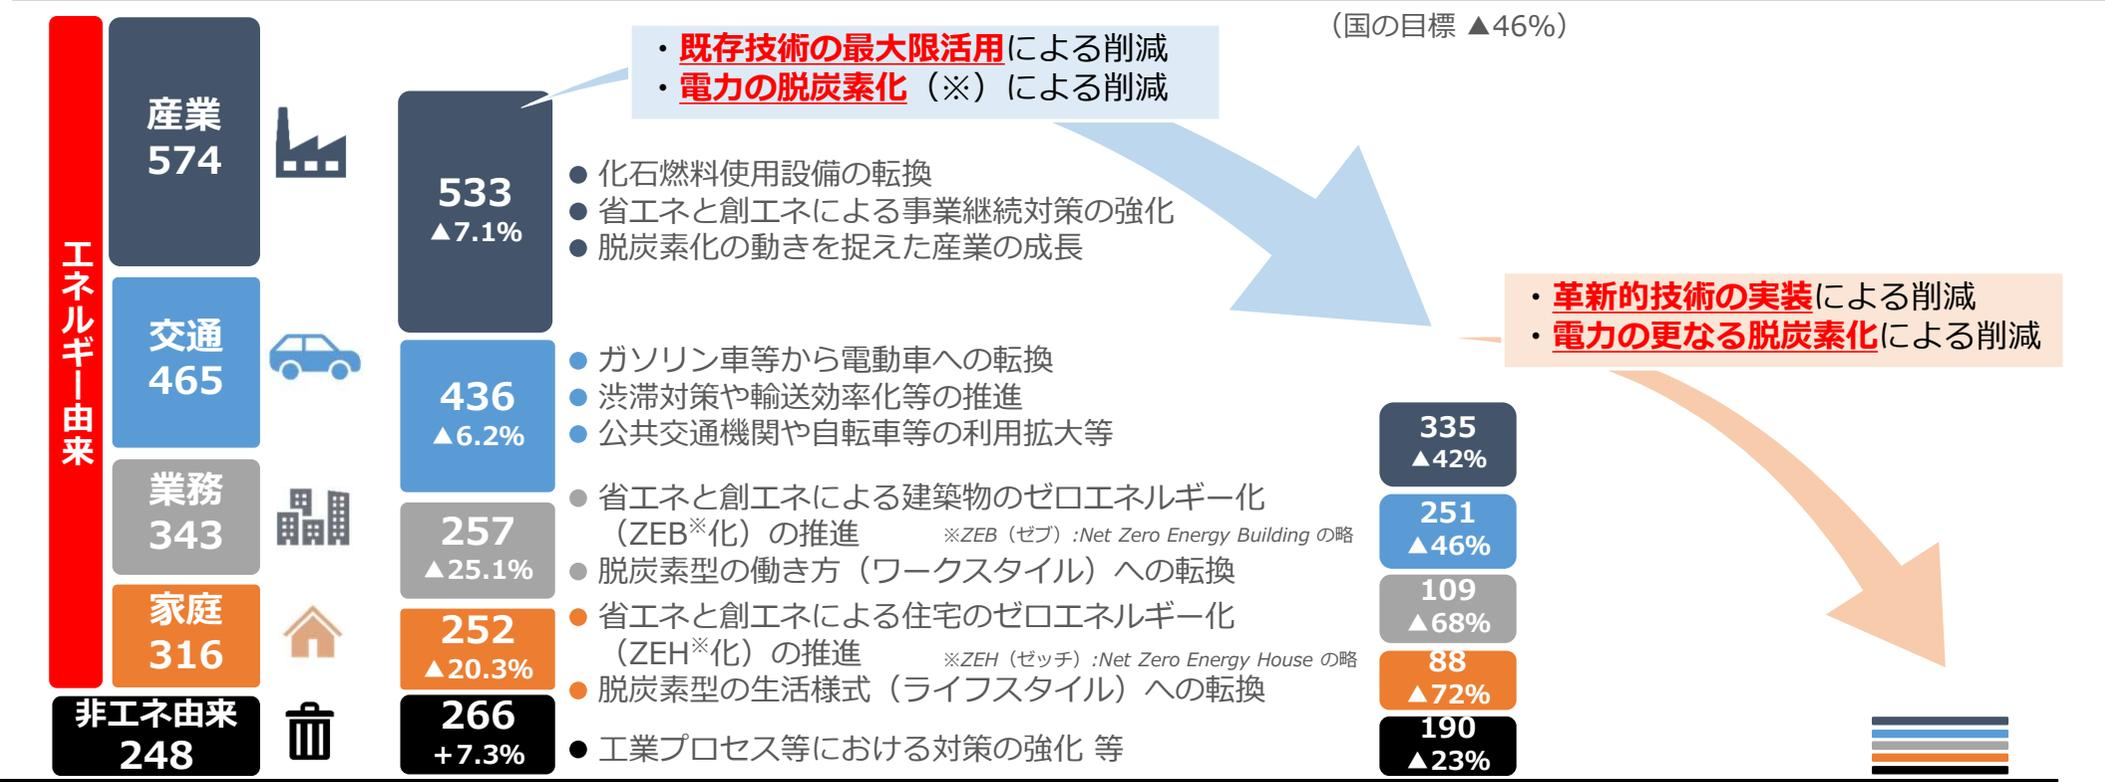 （国の目標 ▲46%）
・既存技術の最大限活用による削減
・電力の脱炭素化（※）による削減
エネルギー由来
産業
574
533
▲7.1%
● 化石燃料使用設備の転換
● 省エネと創エネによる事業継続対策の強化
● 脱炭素化の動きを捉えた産業の成長
・革新的技術の実装による削減
・電力の更なる脱炭素化による削減
交通
465
436
▲6.2%
● ガソリン車等から電動車への転換
● 渋滞対策や輸送効率化等の推進
● 公共交通機関や自転車等の利用拡大等
335
▲42%
業務
343
257
▲25.1%
● 省エネと創エネによる建築物のゼロエネルギー化
（ZEB※化）の推進 ※ZEB（ゼブ）:Net Zero Energy Building の略
● 脱炭素型の働き方（ワークスタイル）への転換
251
▲46%
109
▲68%
家庭
316
252
▲20.3%
● 省エネと創エネによる住宅のゼロエネルギー化
（ZEH※化）の推進 ※ZEH（ゼッチ）:Net Zero Energy House の略
● 脱炭素型の生活様式（ライフスタイル）への転換
88
▲72%
非エネ由来
248
266
+7.3%
● 工業プロセス等における対策の強化 等
190
▲23%